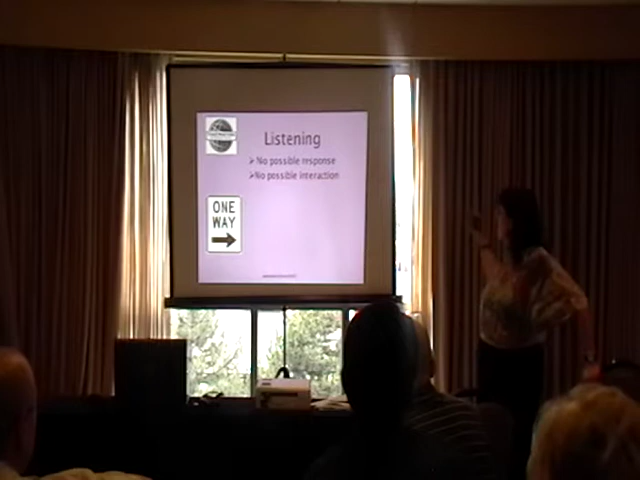 Listening
➢ No possible response
➢No possible interaction
ONE
WAY